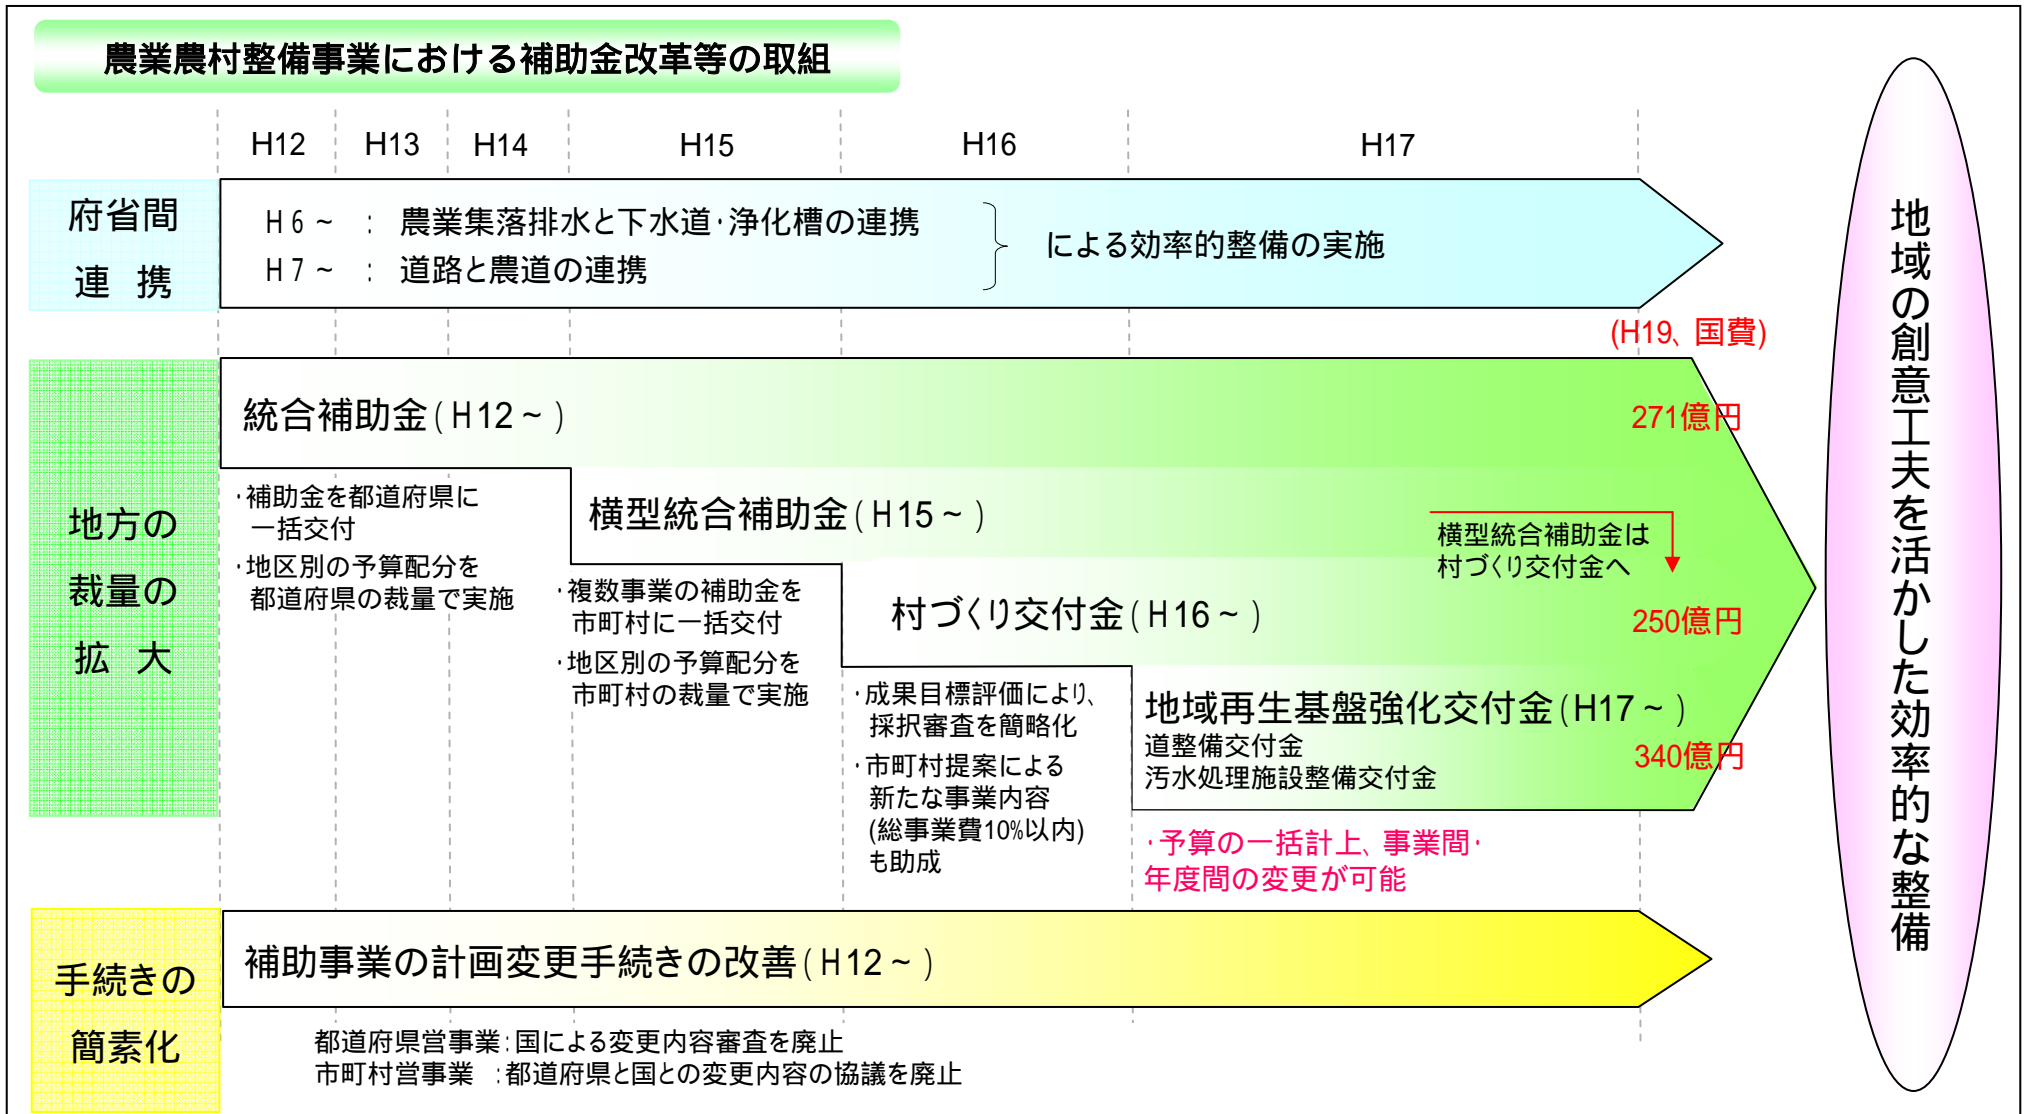 農業農村整備事業における補助金改革等の取組
H12 H13 H14 H15 H16 H17
府省間
連 携
H6~ : 農業集落排水と下水道・浄化槽の連携
H7~ : 道路と農道の連携
による効率的整備の実施
(H19、国費)
地方の
裁量の
拡 大
統合補助金(H12~)
271億円
・補助金を都道府県に
一括交付
・地区別の予算配分を
都道府県の裁量で実施
横型統合補助金(H15~)
横型統合補助金は
村づくり交付金へ
・複数事業の補助金を
市町村に一括交付
・地区別の予算配分を
市町村の裁量で実施
村づくり交付金(H16~)
250億円
・成果目標評価により、
採択審査を簡略化
・市町村提案による
新たな事業内容
(総事業費10%以内)
も助成
地域再生基盤強化交付金(H17~)
道整備交付金
汚水処理施設整備交付金
340億円
・予算の一括計上、事業間・
年度間の変更が可能
手続きの
簡素化
補助事業の計画変更手続きの改善(H12~)
都道府県営事業:国による変更内容審査を廃止
市町村営事業 :都道府県と国との変更内容の協議を廃止
地域の創意工夫を活かした効率的な整備